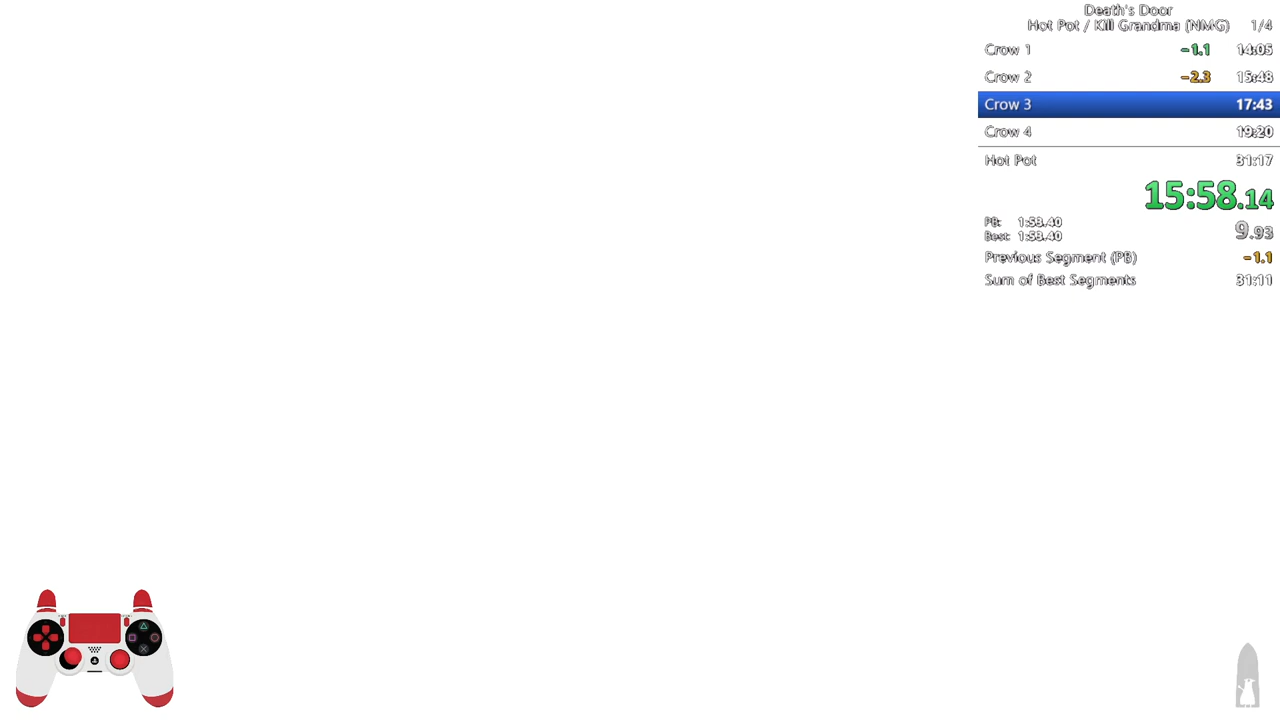 Death's Door
Hot Pot / Kill Grandma (NMG) 1/4
Crow 1 -1.1 14:05
Crow 2 -2.3 15:48
Crow 3 17:43
Crow 4 19:20
Hot Pot 31:17
15:58.14
PB: 1:53.40
9.93
Best: 1:53.40
Previous Segment (PB) -1.1
Sum of Best Segments 31:11